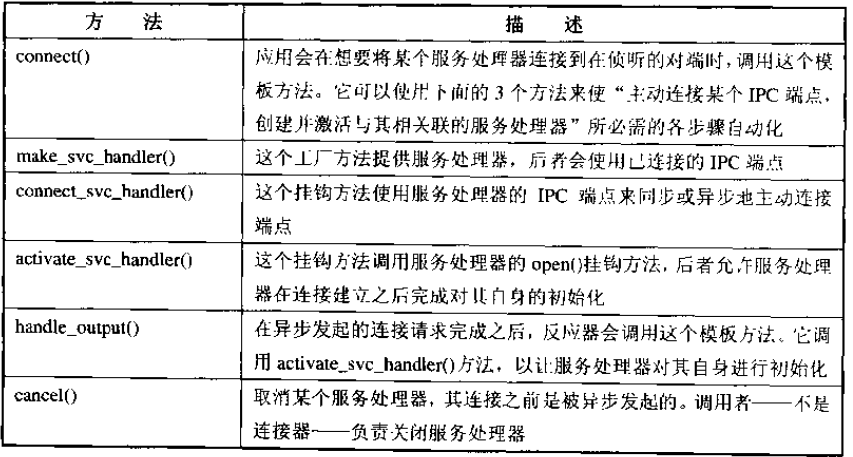 方 法 描 述
connect() 应用会在想要将某个服务处理器连接到在侦听的对端时,调用这个模
板方法。它可以使用下面的 3 个方法来使“主动连接某个 IPC 端点,
创建并激活与其相关联的服务处理器”所必需的各步骤自动化
make_svc_handler() 这个工厂方法提供服务处理器，后者会使用已连接的 IPC 端点
connect_svc_handler() 这个挂钩方法使用服务处理器的 IPC 端点来同步或异步地主动连接
端点
activate_svc_handler() 这个挂钩方法调用服务处理器的 open()挂钩方法，后者允许服务处理
器在连接建立之后完成对其自身的初始化
handle_output() 在异步发起的连接请求完成之后，反应器会调用这个模板方法。它调
用 activate_svc_handler()方法，以让服务处理器对其自身进行初始化
cancel() 取消某个服务处理器，其连接之前是被异步发起的。调用者——不是
连接器——负责关闭服务处理器